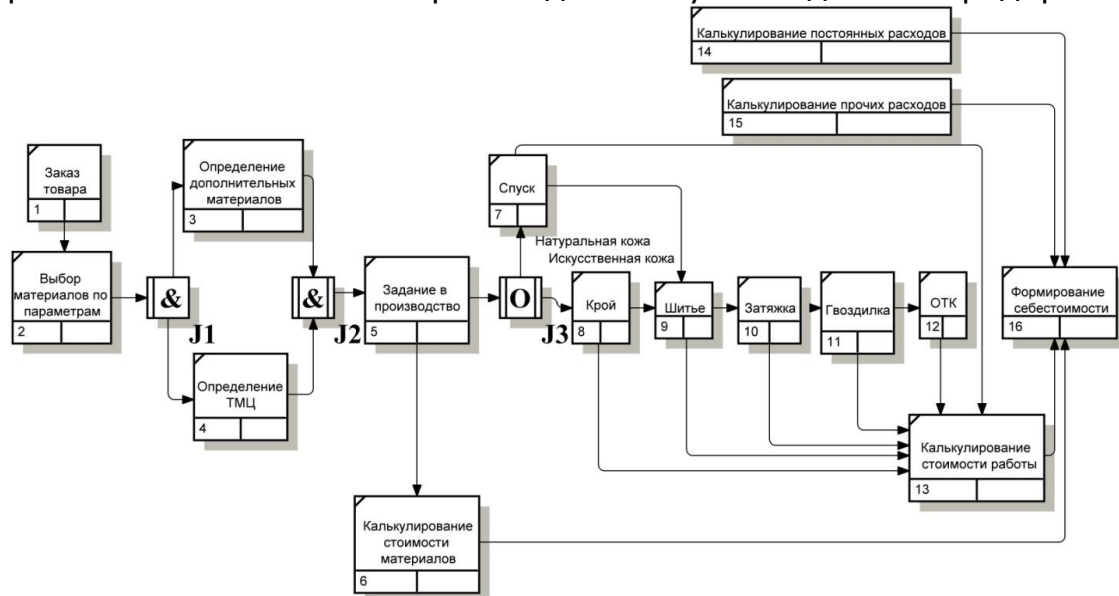 Калькулирование постоянных расходов
14
Калькулирование прочих расходов
15
Заказ
товара
1
Выбор
материалов по
параметрам
2
&
J1
Определение
дополнительных
материалов
3
Определение
ТМЦ
4
&
J2
Задание в
производство
5
Калькулирование
стоимости
материалов
6
Спуск
7
Натуральная кожа
Искусственная кожа
O
J3
Крой
8
Шитье
9
Затяжка
10
Гвоздилка
11
ОТК
12
Калькулирование
стоимости работы
13
Формирование
себестоимости
16